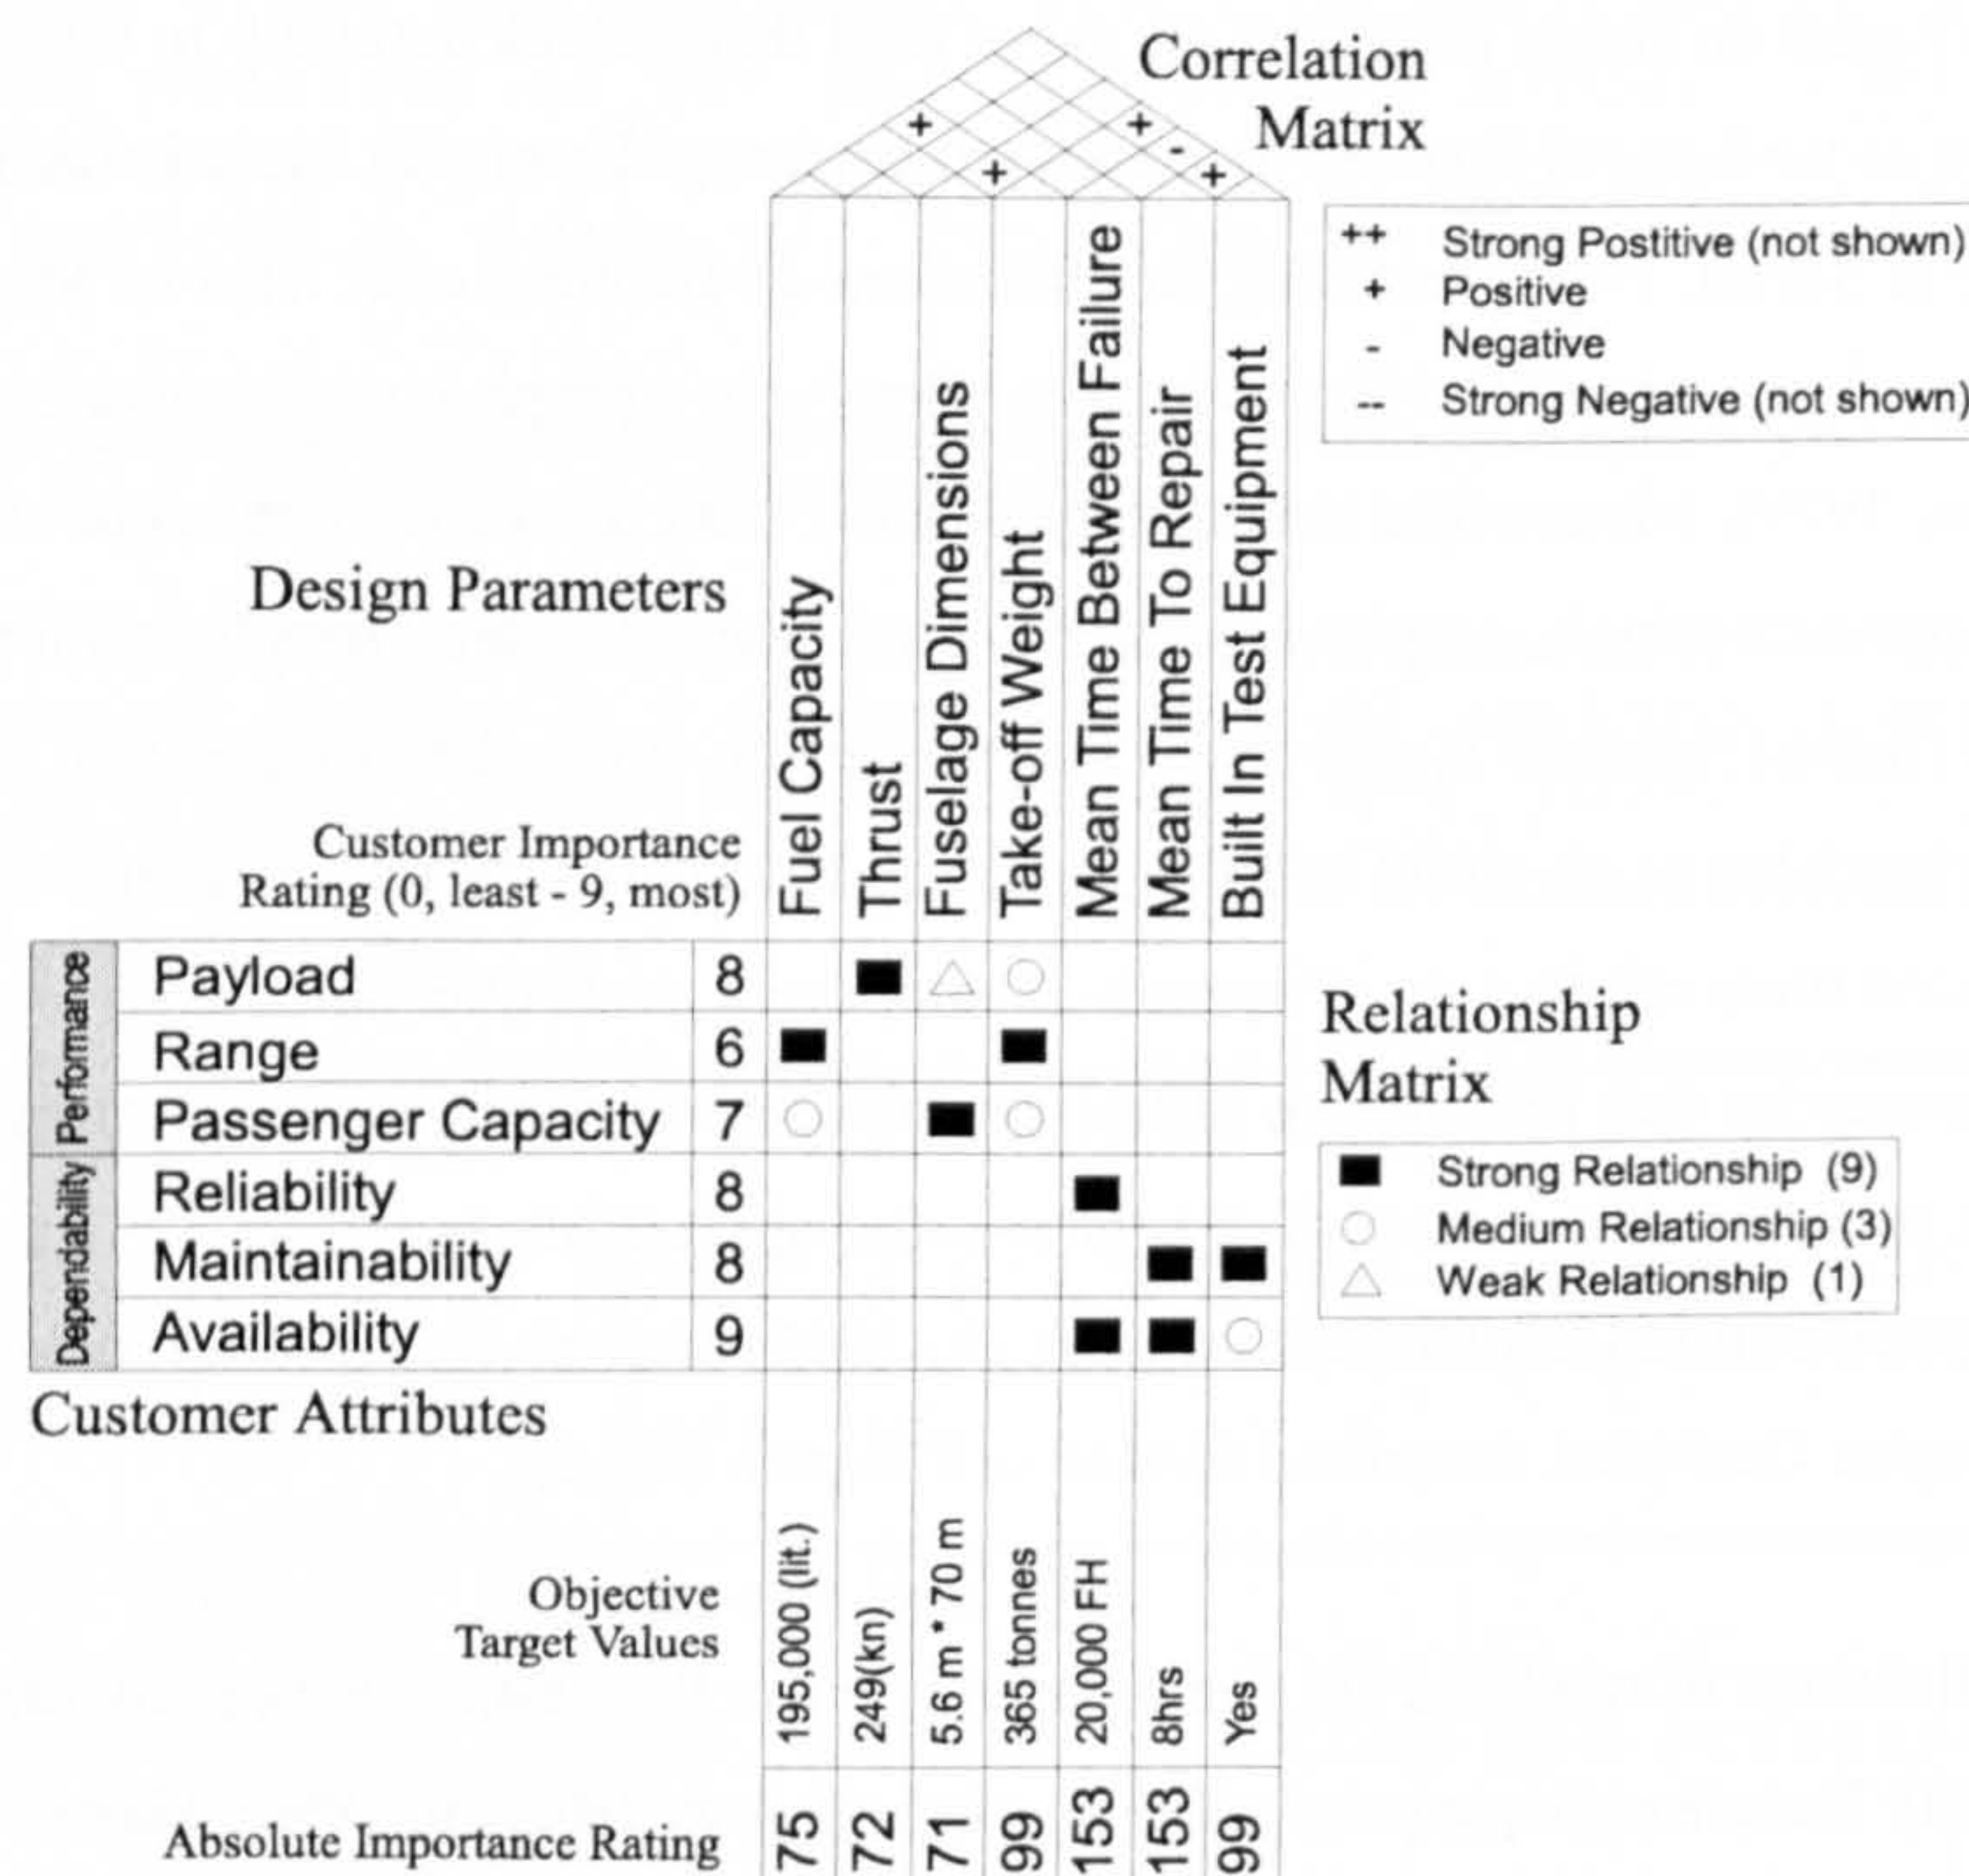 Correlation
Matrix
+
+
-
+
+
+
++ Strong Postitive (not shown)
+ Positive
- Negative
-- Strong Negative (not shown)
Design Parameters
Fuel Capacity
Thrust
Fuselage Dimensions
Take-off Weight
Mean Time Between Failure
Mean Time To Repair
Built In Test Equipment
Customer Importance
Rating (0, least - 9, most)
Performance
Payload 8
Range 6
Passenger Capacity 7
Dependability
Reliability 8
Maintainability 8
Availability 9
Relationship
Matrix
Strong Relationship (9)
Medium Relationship (3)
Weak Relationship (1)
Customer Attributes
Objective
Target Values
195,000 (lit.)
249(kn)
5.6 m * 70 m
365 tonnes
20,000 FH
8hrs
Yes
Absolute Importance Rating
75
72
71
99
153
153
99